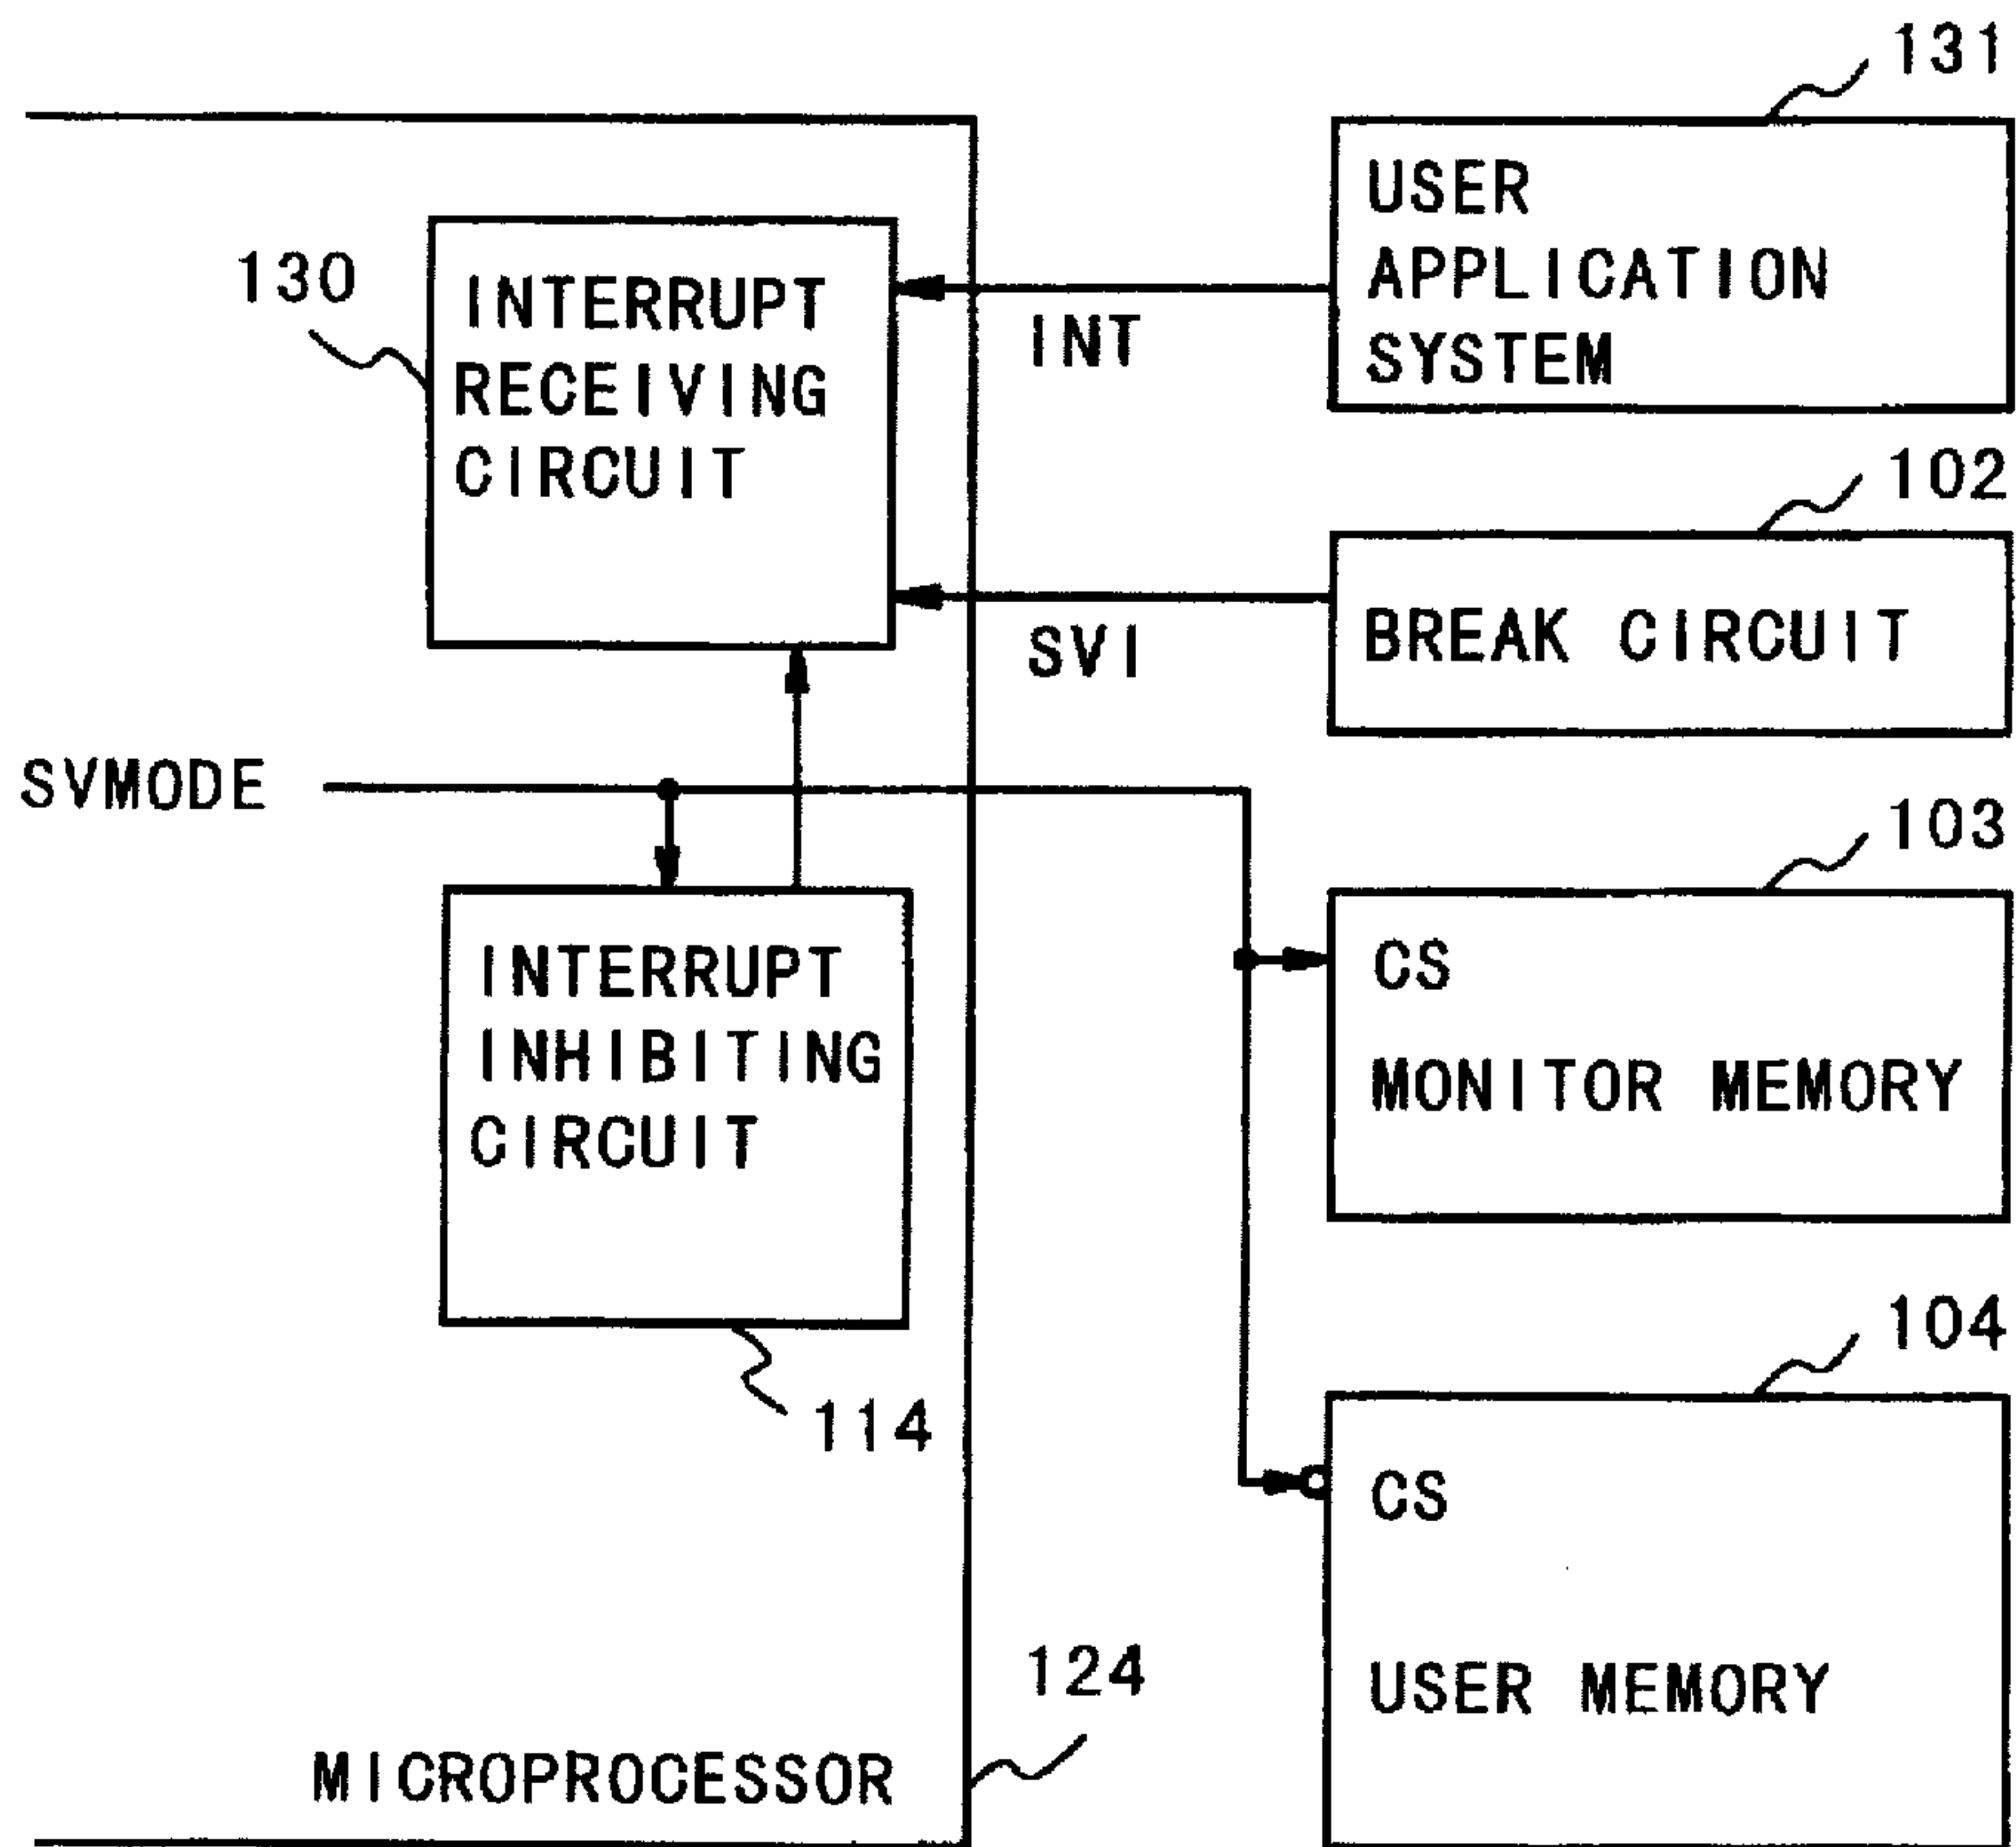 131
USER
APPLICATION
SYSTEM
130
INTERRUPT
RECEIVING
CIRCUIT
INT
102
BREAK CIRCUIT
SVI
SVMODE
103
CS
MONITOR MEMORY
INTERRUPT
INHIBITING
CIRCUIT
114
104
CS
USER MEMORY
124
MICROPROCESSOR